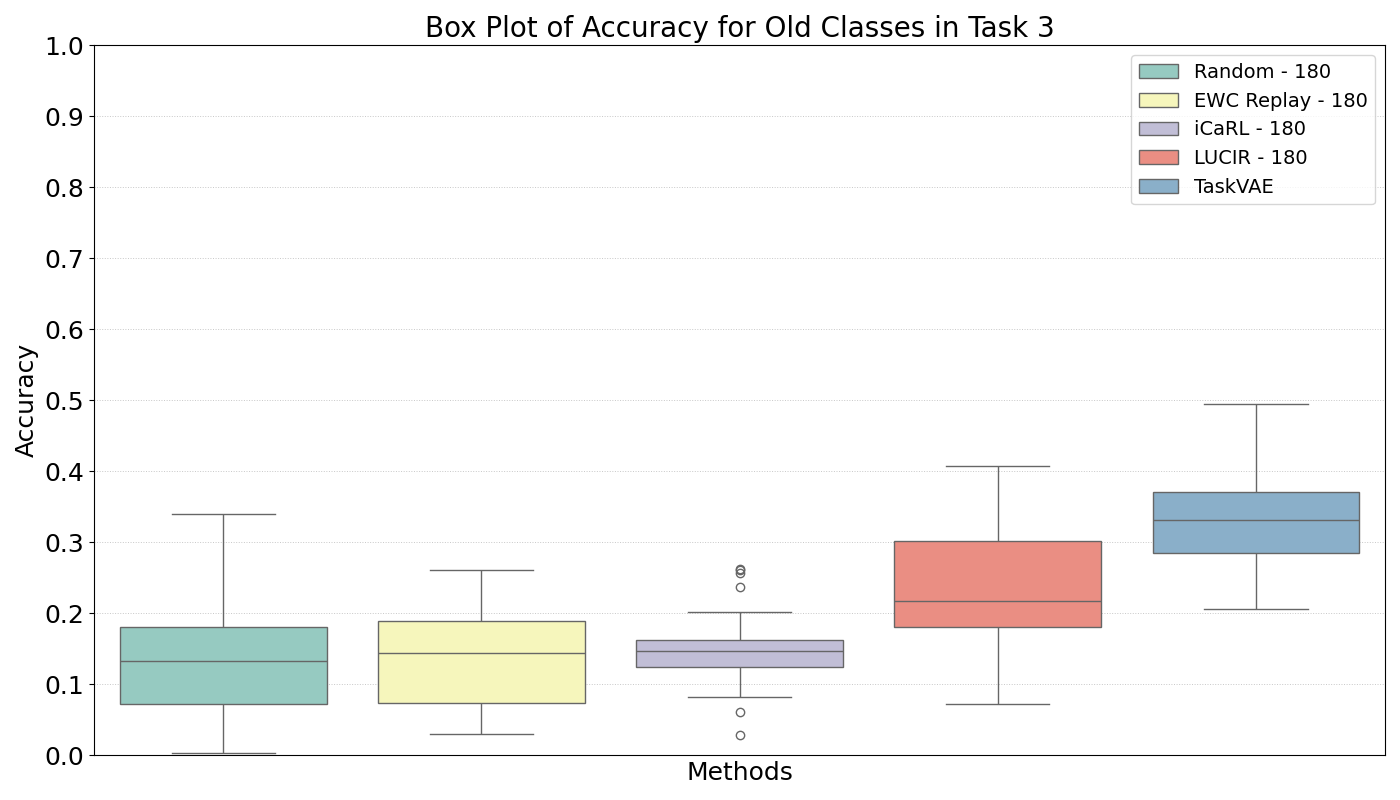 Box Plot of Accuracy for Old Classes in Task 3
1.0
0.9
0.8
0.7
0.6
0.5
0.4
0.3
0.2
0.1
0.0
Accuracy
Methods
Random - 180
EWC Replay - 180
iCaRL - 180
LUCIR - 180
TaskVAE